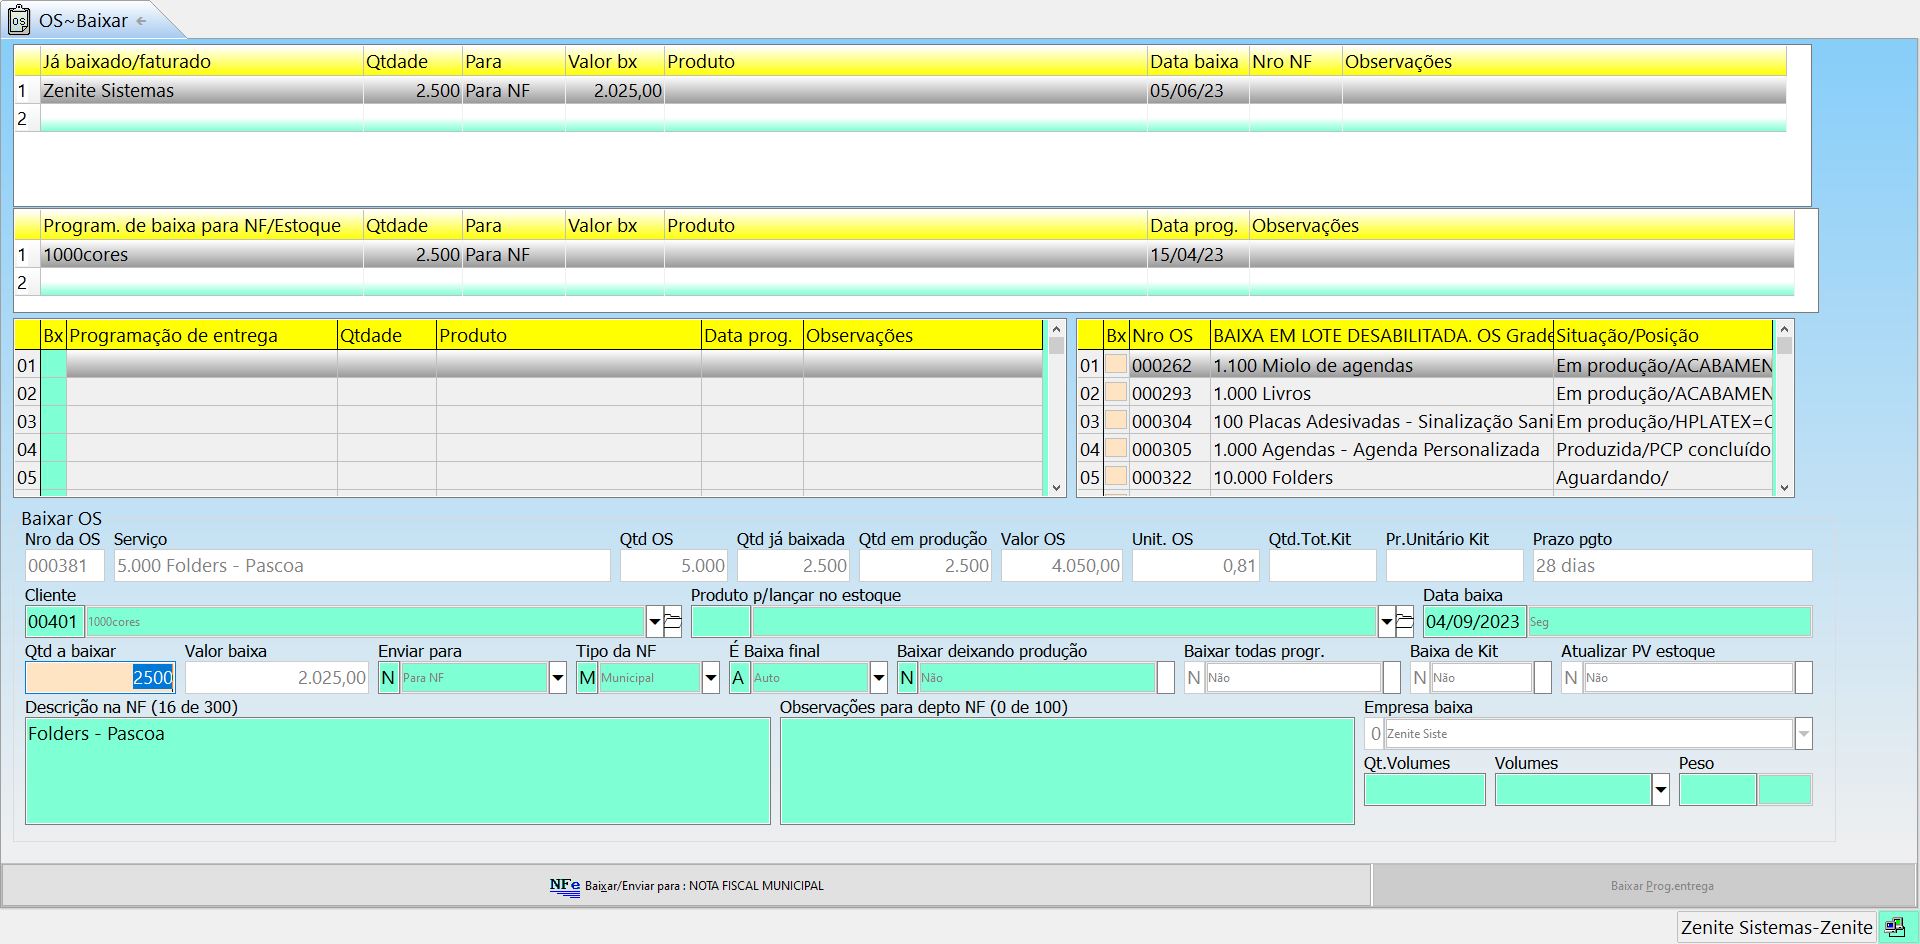 OS~Baixar
Já baixado/faturado Qtdade Para Valor bx Produto Data baixa Nro NF Observações
1 Zenite Sistemas 2.500 Para NF 2.025,00 05/06/23
2
Program. de baixa para NF/Estoque Qtdade Para Valor bx Produto Data prog. Observações
1 1000cores 2.500 Para NF 15/04/23
2
Bx Programação de entrega Qtdade Produto Data prog. Observações
01
02
03
04
05
Bx Nro OS BAIXA EM LOTE DESABILITADA. OS Grade Situação/Posição
01 000262 1.100 Miolo de agendas Em produção/ACABAMEN
02 000293 1.000 Livros Em produção/ACABAMEN
03 000304 100 Placas Adesivadas - Sinalização Sani Em produção/HPLATEX=C
04 000305 1.000 Agendas - Agenda Personalizada Produzida/PCP concluído
05 000322 10.000 Folders Aguardando/
Baixar OS
Nro da OS Serviço Qtd OS Qtd já baixada Qtd em produção Valor OS Unit. OS Qtd.Tot.Kit Pr.Unitário Kit Prazo pgto
000381 5.000 Folders - Pascoa 5.000 2.500 2.500 4.050,00 0,81 28 dias
Cliente Produto p/lançar no estoque Data baixa
00401 1000cores 04/09/2023 Seg
Qtd a baixar Valor baixa Enviar para Tipo da NF É Baixa final Baixar deixando produção Baixar todas progr. Baixa de Kit Atualizar PV estoque
2500 2.025,00 N Para NF M Municipal A Auto N Não N Não N Não N Não
Descrição na NF (16 de 300) Observações para depto NF (0 de 100) Empresa baixa
Folders - Pascoa 0 Zenite Siste
Qt.Volumes Volumes Peso
NFe Baixar/Enviar para : NOTA FISCAL MUNICIPAL Baixar Prog.entrega
Zenite Sistemas-Zenite